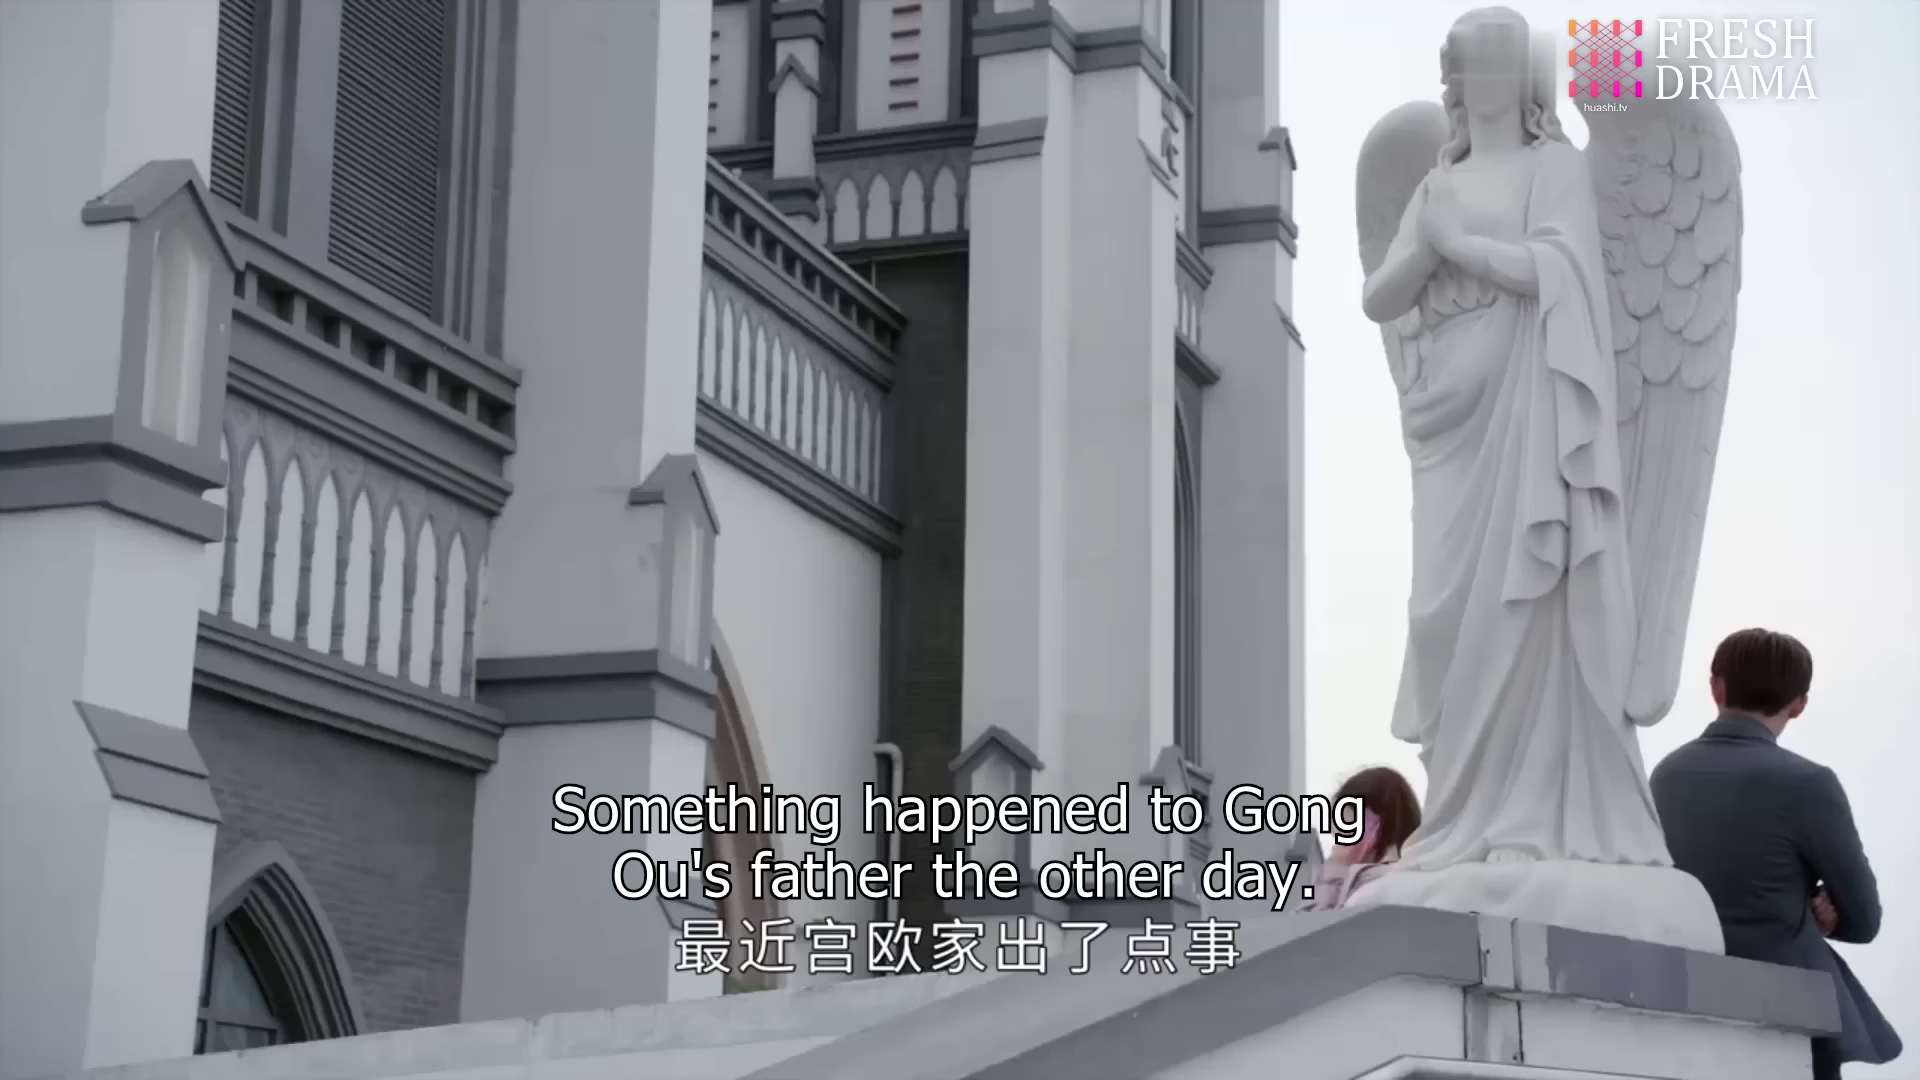 FRESH
DRAMA
huashi.tv
Something happened to Gong
Ou's father the other day.
最近宫欧家出了点事